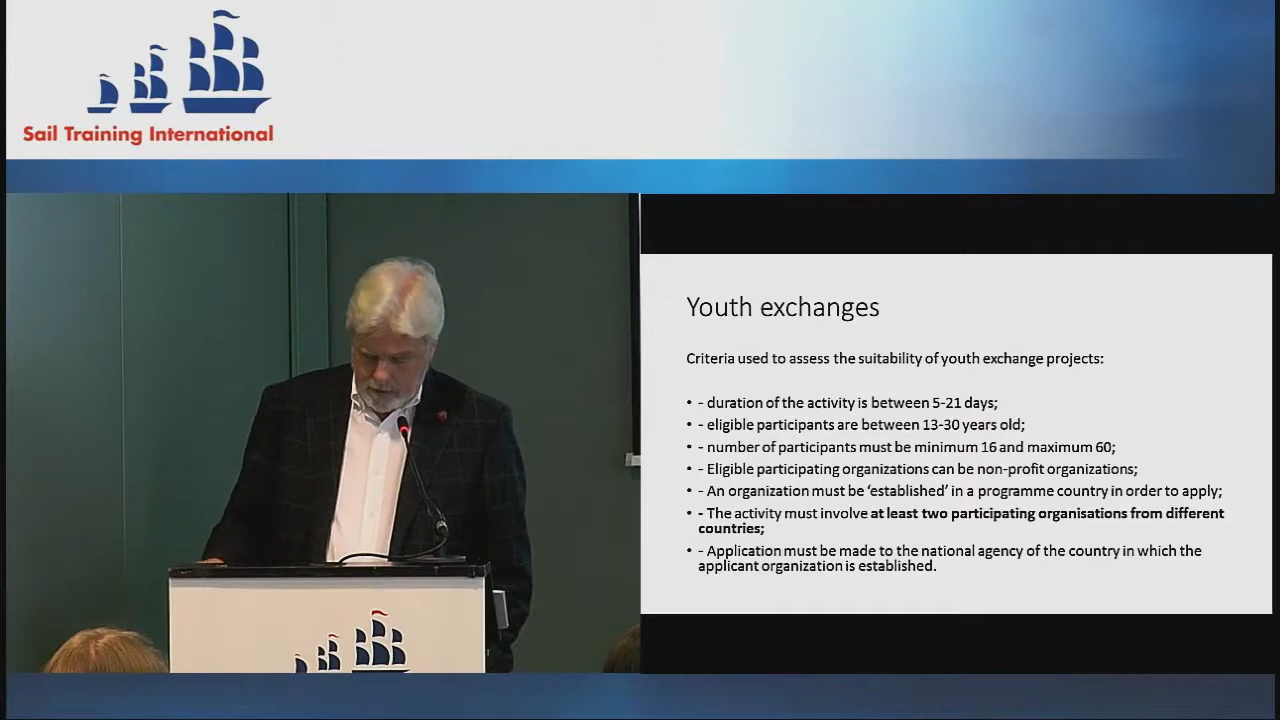 Sail Training International
Youth exchanges
Criteria used to assess the suitability of youth exchange projects:
• - duration of the activity is between 5-21 days;
• - eligible participants are between 13-30 years old;
• - number of participants must be minimum 16 and maximum 60;
• - Eligible participating organizations can be non-profit organizations;
• - An organization must be ‘established’ in a programme country in order to apply;
• - The activity must involve at least two participating organisations from different
countries;
• - Application must be made to the national agency of the country in which the
applicant organization is established.